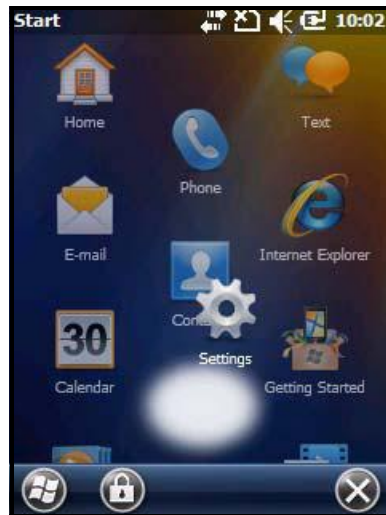 Start 10:02
Home
Text
Phone
E-mail
Internet Explorer
30
Settings
Calendar
Getting Started